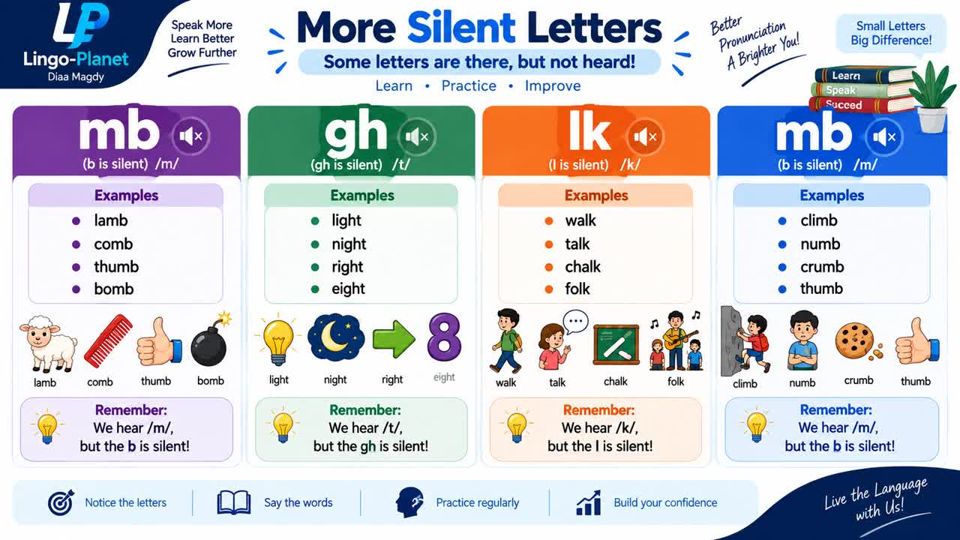 LP
Lingo-Planet
Diaa Magdy
Speak More
Learn Better
Grow Further
More Silent Letters
Some letters are there, but not heard!
Learn • Practice • Improve
Better
Pronunciation
A Brighter You!
Small Letters
Big Difference!
Learn
Speak
Succed
mb
(b is silent) /m/
Examples
• lamb
• comb
• thumb
• bomb
lamb comb thumb bomb
Remember:
We hear /m/,
but the b is silent!
gh
(gh is silent) /t/
Examples
• light
• night
• right
• eight
8
light night right eight
Remember:
We hear /t/,
but the gh is silent!
lk
(l is silent) /k/
Examples
• walk
• talk
• chalk
• folk
walk talk chalk folk
Remember:
We hear /k/,
but the l is silent!
mb
(b is silent) /m/
Examples
• climb
• numb
• crumb
• thumb
climb numb crumb thumb
Remember:
We hear /m/,
but the b is silent!
Notice the letters
Say the words
Practice regularly
Build your confidence
Live the Language
with Us!